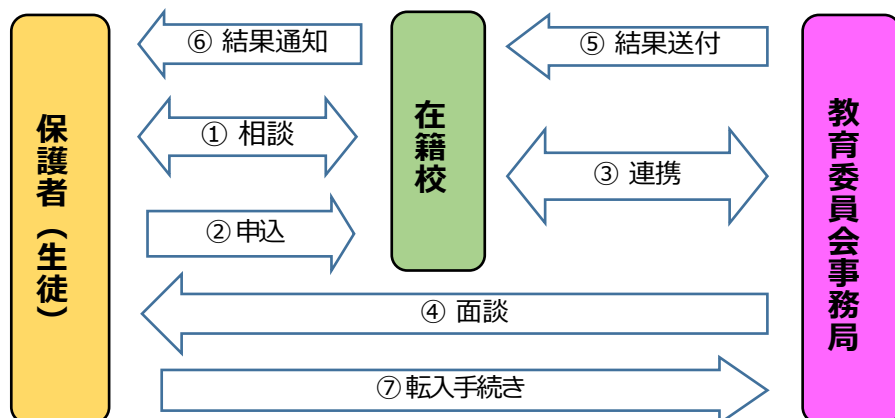 ⑥ 結果通知
⑤ 結果送付
保護者（生徒）
① 相談
在籍校
③ 連携
教育委員会事務局
② 申込
④ 面談
⑦ 転入手続き